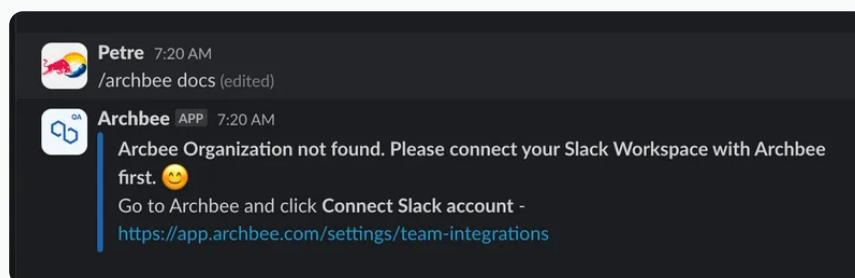 Petre 7:20 AM
/archbee docs (edited)
QA
Archbee APP 7:20 AM
Arcbee Organization not found. Please connect your Slack Workspace with Archbee
first. 😊
Go to Archbee and click Connect Slack account -
https://app.archbee.com/settings/team-integrations